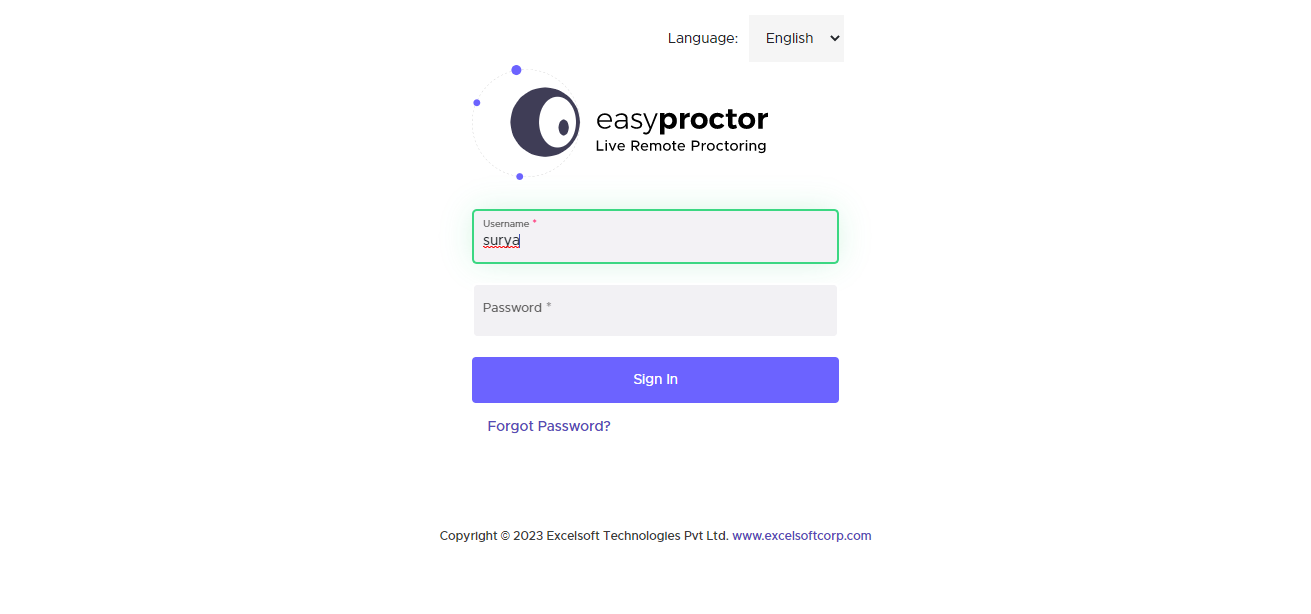 Language: English
easyproctor
Live Remote Proctoring
Username *
surya
Password *
Sign In
Forgot Password?
Copyright © 2023 Excelsoft Technologies Pvt Ltd. www.excelsoftcorp.com